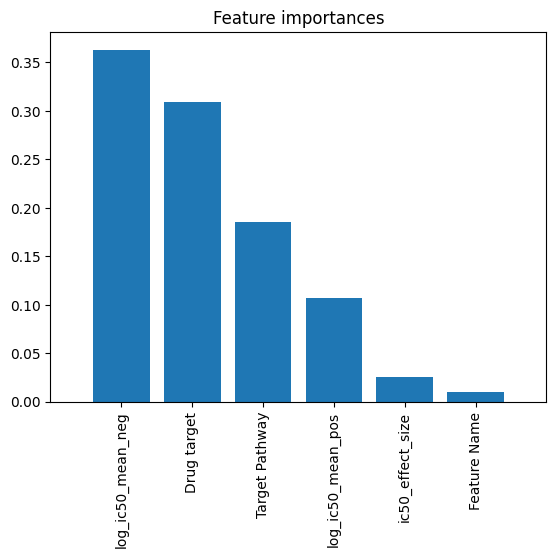 Feature importances
0.35
0.30
0.25
0.20
0.15
0.10
0.05
0.00
log_ic50_mean_neg
Drug target
Target Pathway
log_ic50_mean_pos
ic50_effect_size
Feature Name